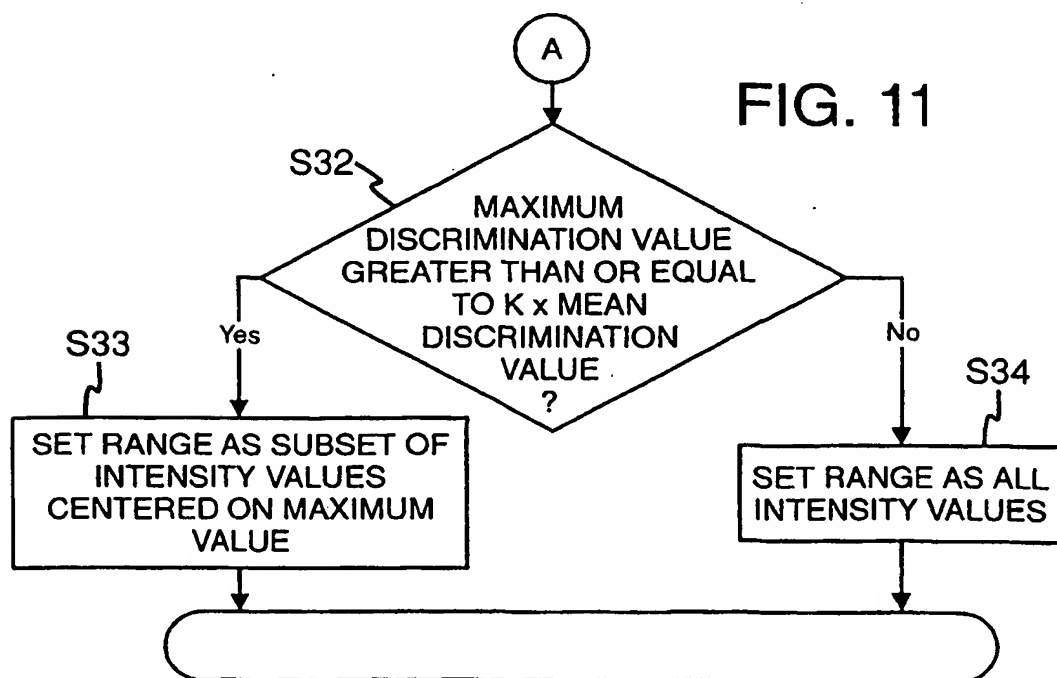 A
FIG. 11
S32
MAXIMUM
DISCRIMINATION VALUE
GREATER THAN OR EQUAL
TO K x MEAN
DISCRIMINATION
VALUE
?
Yes
No
S33
SET RANGE AS SUBSET OF
INTENSITY VALUES
CENTERED ON MAXIMUM
VALUE
S34
SET RANGE AS ALL
INTENSITY VALUES